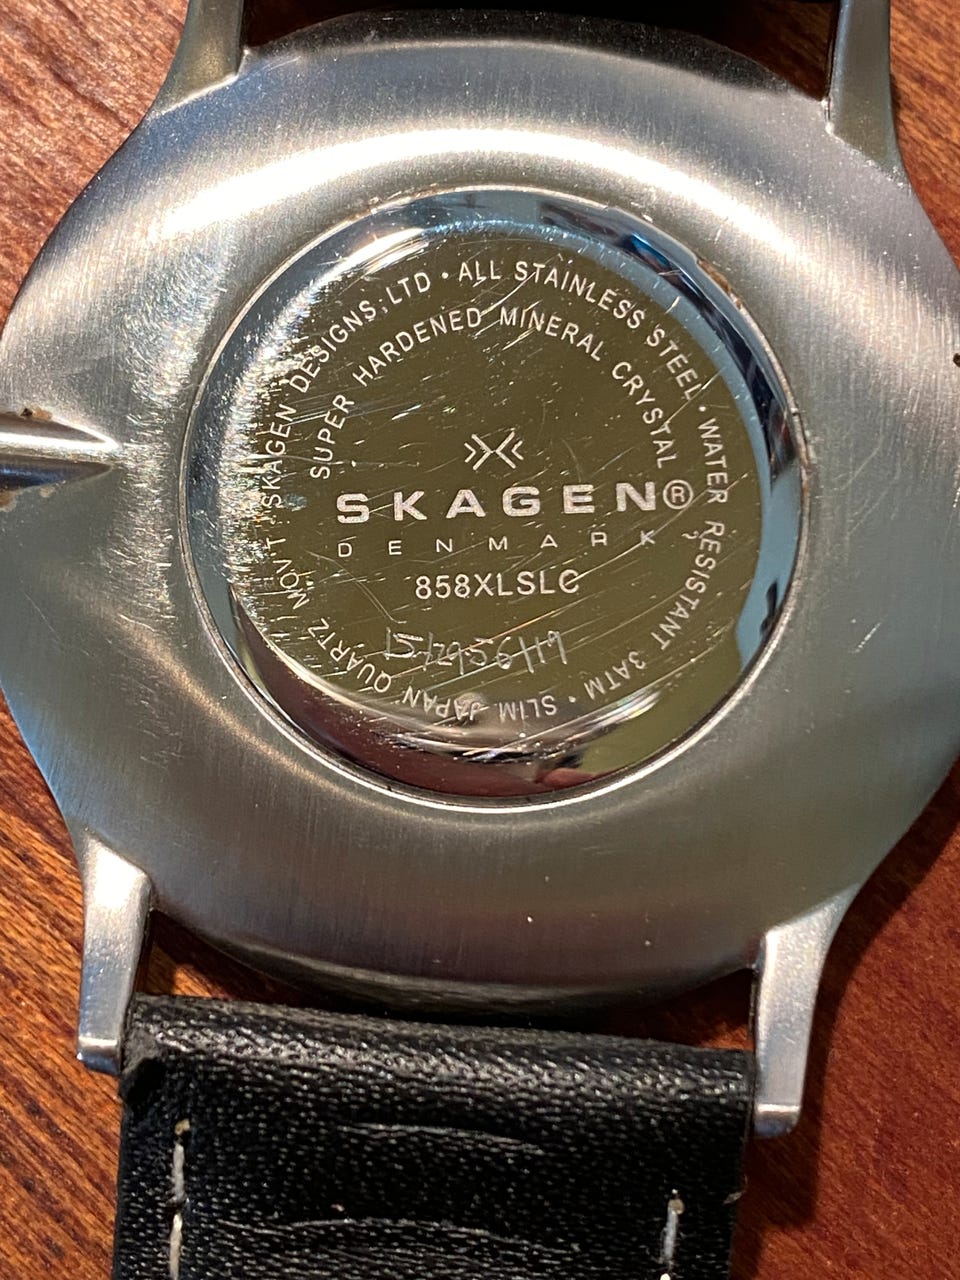 SKAGEN DESIGNS, LTD · ALL STAINLESS STEEL · WATER RESISTANT 3ATM · SLIM JAPAN QUARTZ MOV'T
SUPER HARDENED MINERAL CRYSTAL
SKAGEN®
DENMARK
858XLSLC